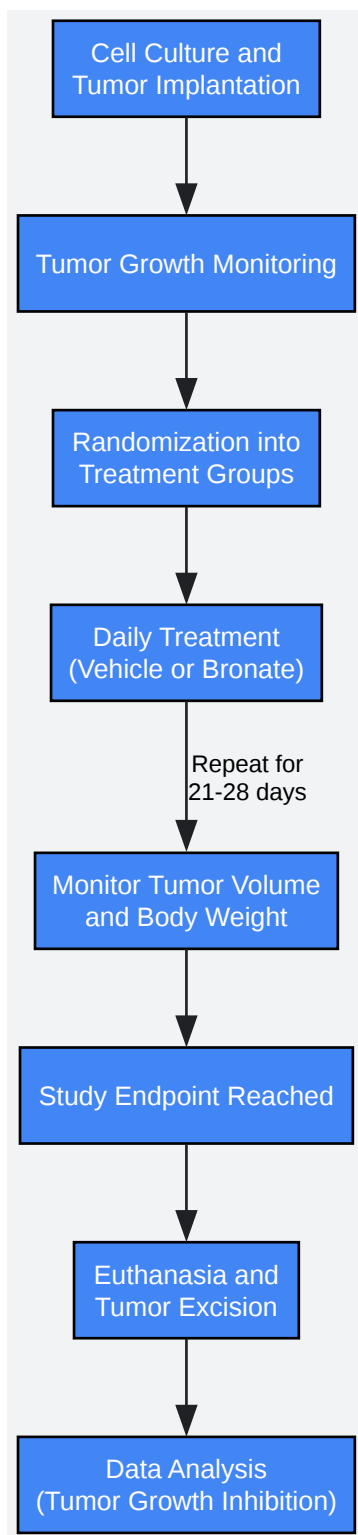 Cell Culture and
Tumor Implantation
Tumor Growth Monitoring
Randomization into
Treatment Groups
Daily Treatment
(Vehicle or Bronate)
Repeat for
21-28 days
Monitor Tumor Volume
and Body Weight
Study Endpoint Reached
Euthanasia and
Tumor Excision
Data Analysis
(Tumor Growth Inhibition)